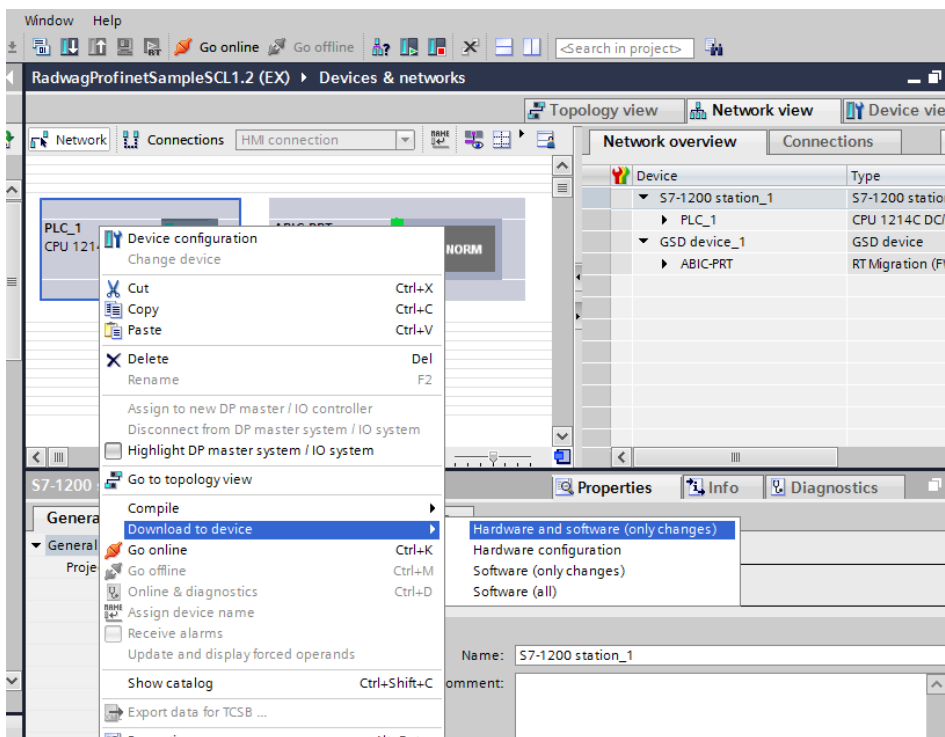 Window Help
Go online Go offline <Search in project>
RadwagProfinetSampleSCL1.2 (EX) ▸ Devices & networks
Topology view Network view Device vie
Network Connections HMI connection
Network overview Connections
Device Type
S7-1200 station_1 S7-1200 statio
PLC_1 CPU 1214C DC/
GSD device_1 GSD device
ABIC-PRT RT Migration (F
PLC_1
CPU 121
NORM
Device configuration
Change device
Cut Ctrl+X
Copy Ctrl+C
Paste Ctrl+V
Delete Del
Rename F2
Assign to new DP master / IO controller
Disconnect from DP master system / IO system
Highlight DP master system / IO system
Go to topology view
Compile
Download to device
Go online Ctrl+K
Go offline Ctrl+M
Online & diagnostics Ctrl+D
Assign device name
Receive alarms
Update and display forced operands
Show catalog Ctrl+Shift+C
Export data for TCSB ...
Hardware and software (only changes)
Hardware configuration
Software (only changes)
Software (all)
S7-1200
Properties Info Diagnostics
Genera
General
Proje
Name: S7-1200 station_1
omment: